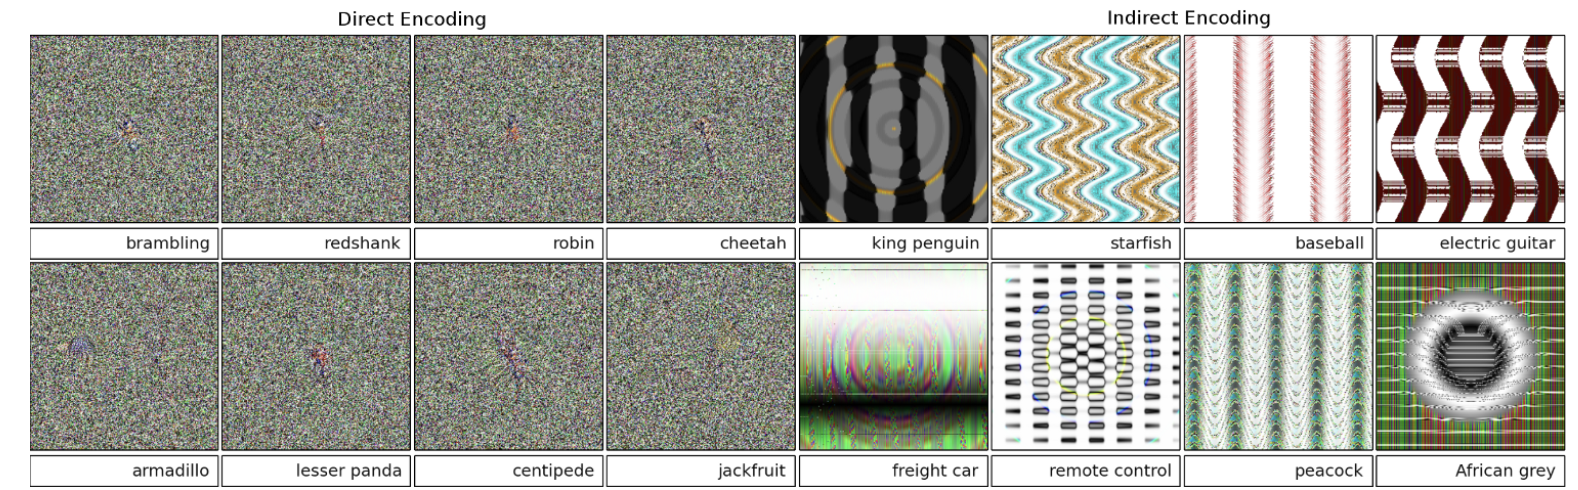 Direct Encoding
Indirect Encoding
brambling
redshank
robin
cheetah
king penguin
starfish
baseball
electric guitar
armadillo
lesser panda
centipede
jackfruit
freight car
remote control
peacock
African grey